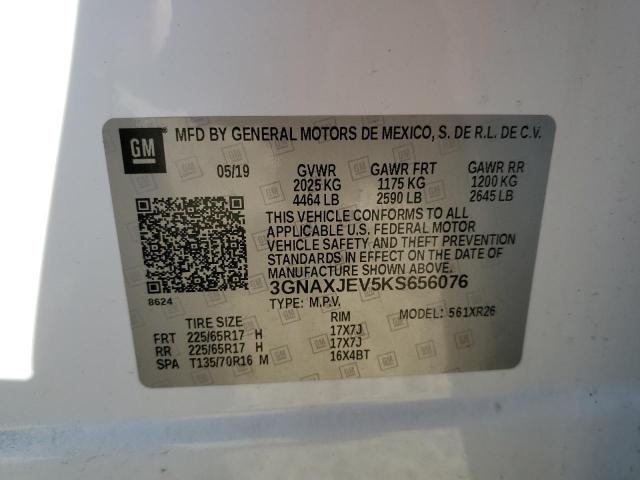 GM ® MFD BY GENERAL MOTORS DE MEXICO, S. DE R.L. DE C.V.
05/19 GVWR GAWR FRT GAWR RR
2025 KG 1175 KG 1200 KG
4464 LB 2590 LB 2645 LB
THIS VEHICLE CONFORMS TO ALL
APPLICABLE U.S. FEDERAL MOTOR
VEHICLE SAFETY AND THEFT PREVENTION
STANDARDS IN EFFECT ON THE DATE OF
MANUFACTURE SHOWN ABOVE.
3GNAXJEV5KS656076
8624
TYPE: M.P.V. MODEL: 561XR26
TIRE SIZE RIM
FRT 225/65R17 H 17X7J
RR 225/65R17 H 17X7J
SPA T135/70R16 M 16X4BT